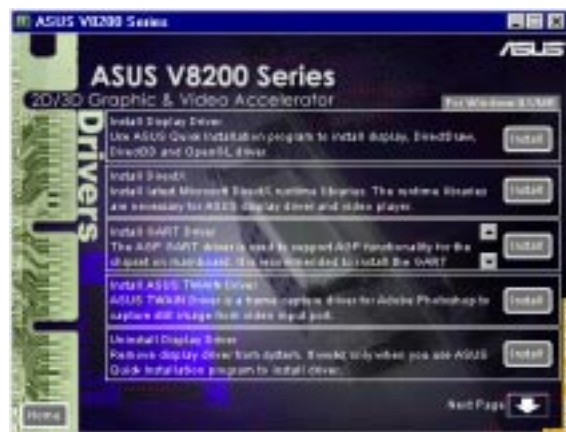 ASUS V8200 Series
ASUS
ASUS V8200 Series
2D/3D Graphic & Video Accelerator
For Windows
Drivers
Install Display Driver
Use ASUS Quick Installation program to install display, DirectDraw,
Direct3D and OpenGL driver
Install
Install DirectX
Install latest Microsoft DirectX runtime libraries. The runtime libraries
are necessary for ASUS display driver and video player.
Install
Install GART Driver
The AGP GART driver is used to support AGP functionality for the
chipset on mainboard. It is recommended to install the GART
Install
Install ASUS TWAIN Driver
ASUS TWAIN Driver is a frame capture driver for Adobe Photoshop to
capture still image from video input port.
Install
Uninstall Display Driver
Remove display driver from system. It works only when you use ASUS
Quick Installation program to install driver.
Install
Next Page
Home